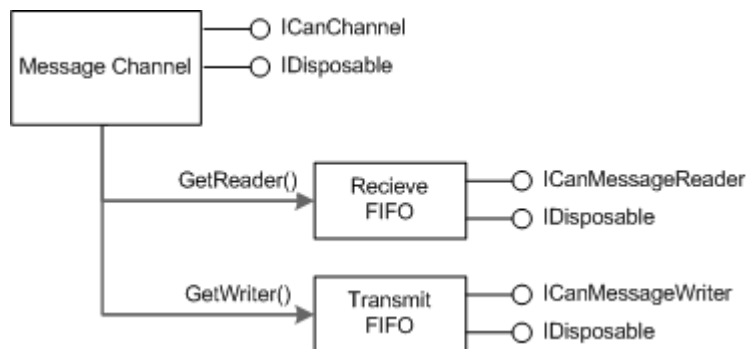 Message Channel
ICanChannel
IDisposable
GetReader()
Recieve
FIFO
ICanMessageReader
IDisposable
GetWriter()
Transmit
FIFO
ICanMessageWriter
IDisposable